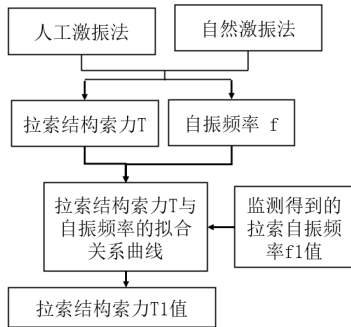 人工激振法
自然激振法
拉索结构索力T
自振频率 f
拉索结构索力T与
自振频率的拟合
关系曲线
监测得到的
拉索自振频
率f1值
拉索结构索力T1值